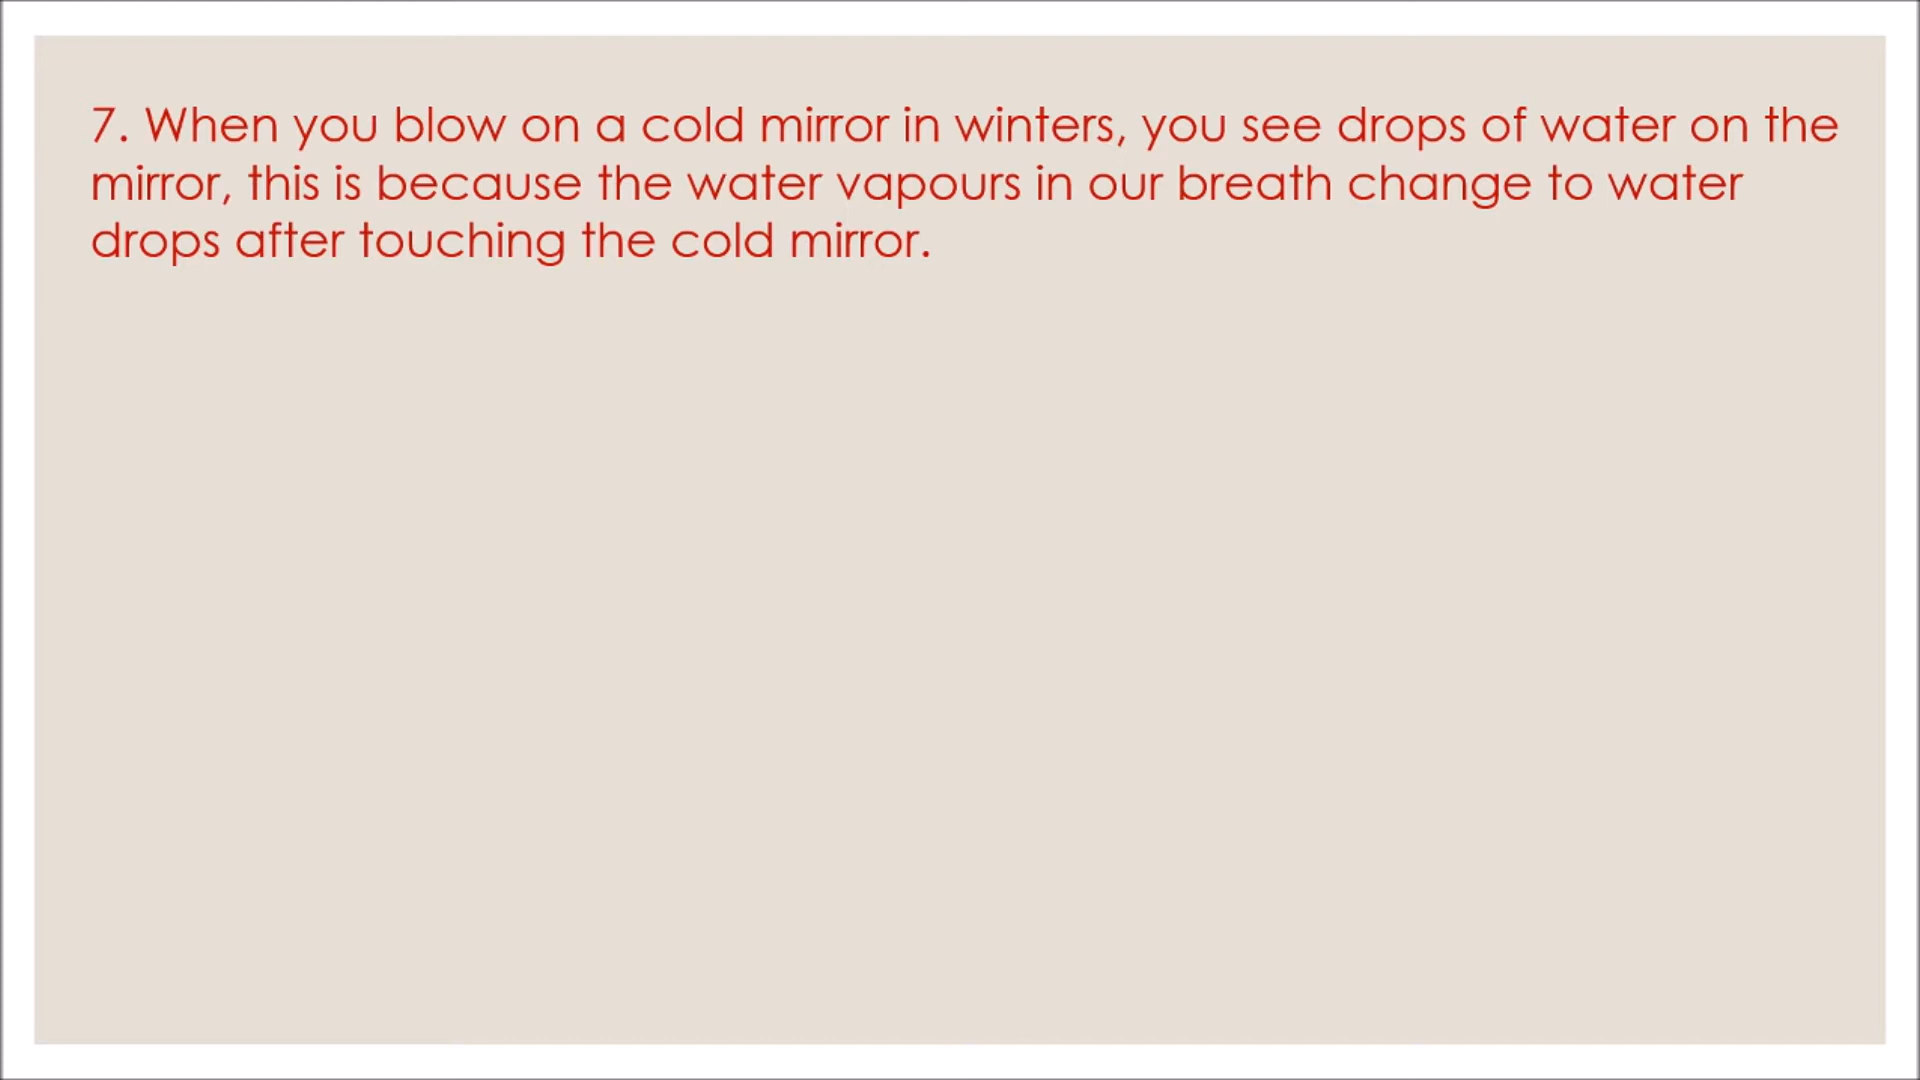 7. When you blow on a cold mirror in winters, you see drops of water on the
mirror, this is because the water vapours in our breath change to water
drops after touching the cold mirror.